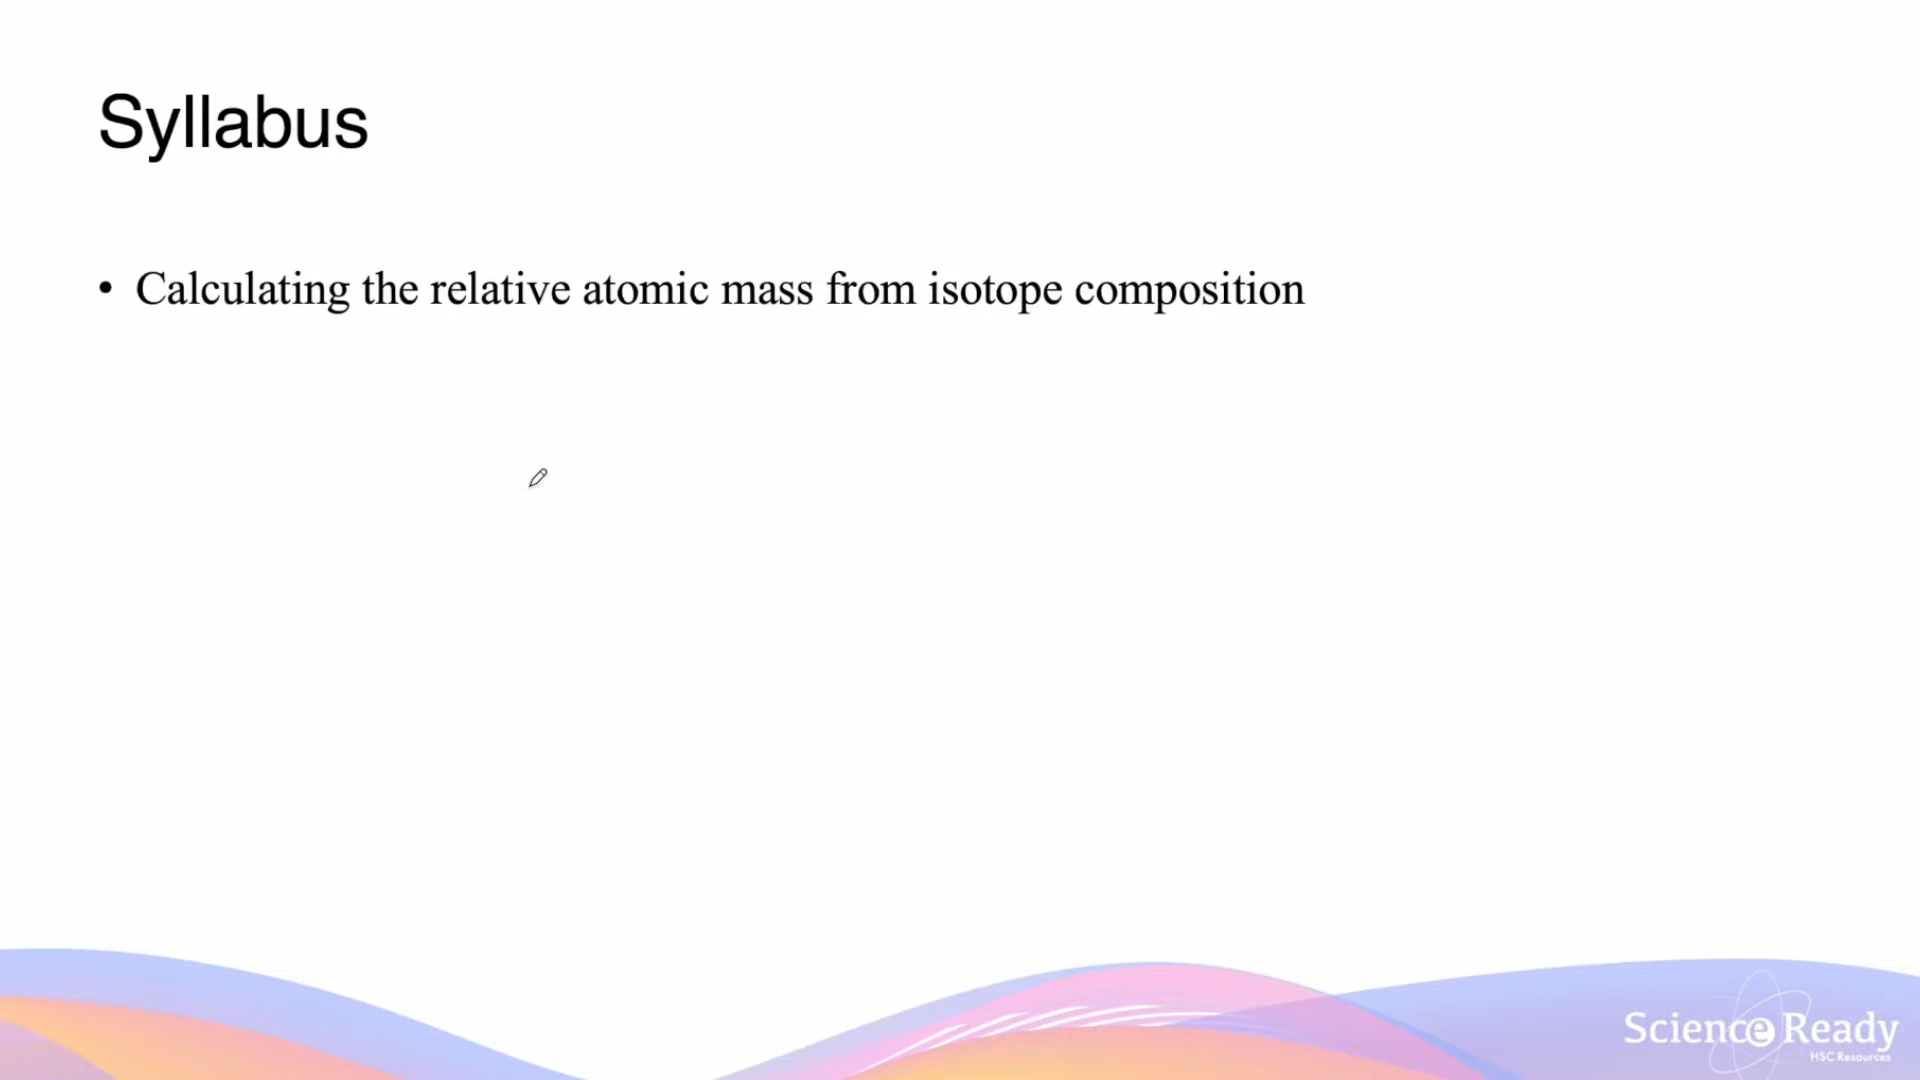 Syllabus
• Calculating the relative atomic mass from isotope composition
Science Ready
HSC Resources